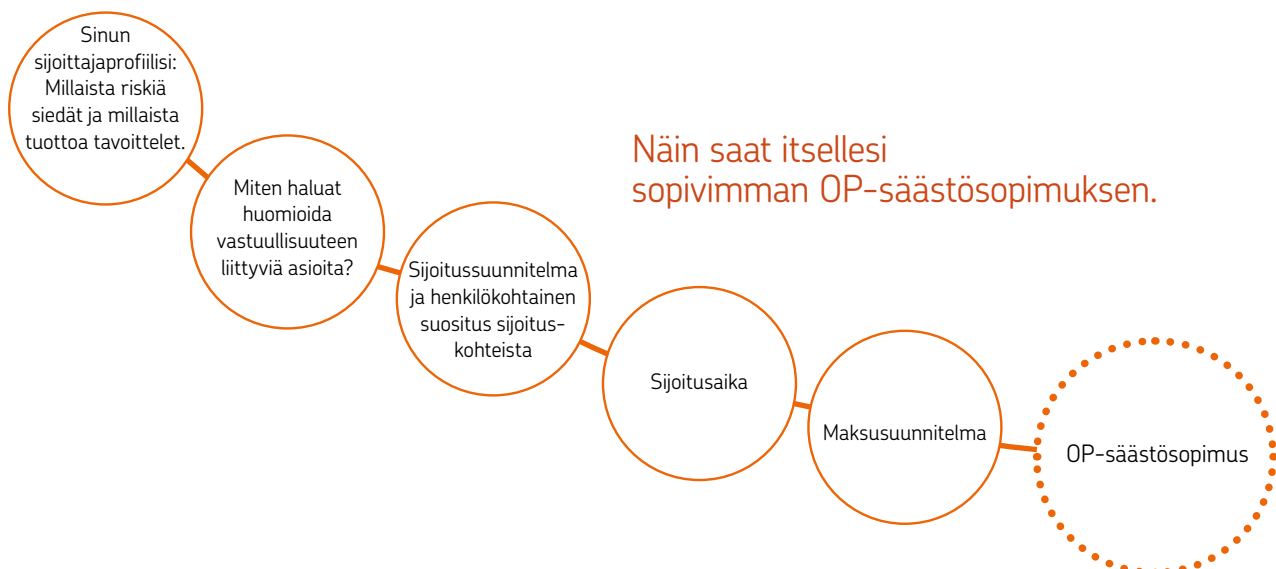 Sinun
sijoittajaprofiilisi:
Millaista riskiä
siedät ja millaista
tuottoa tavoittelet.
Näin saat itsellesi
sopivimman OP-säästösopimuksen.
Miten haluat
huomioida
vastuullisuuteen
liittyviä asioita?
Sijoitussuunnitelma
ja henkilökohtainen
suositus sijoitus-
kohteista
Sijoitusaika
Maksusuunnitelma
OP-säästösopimus